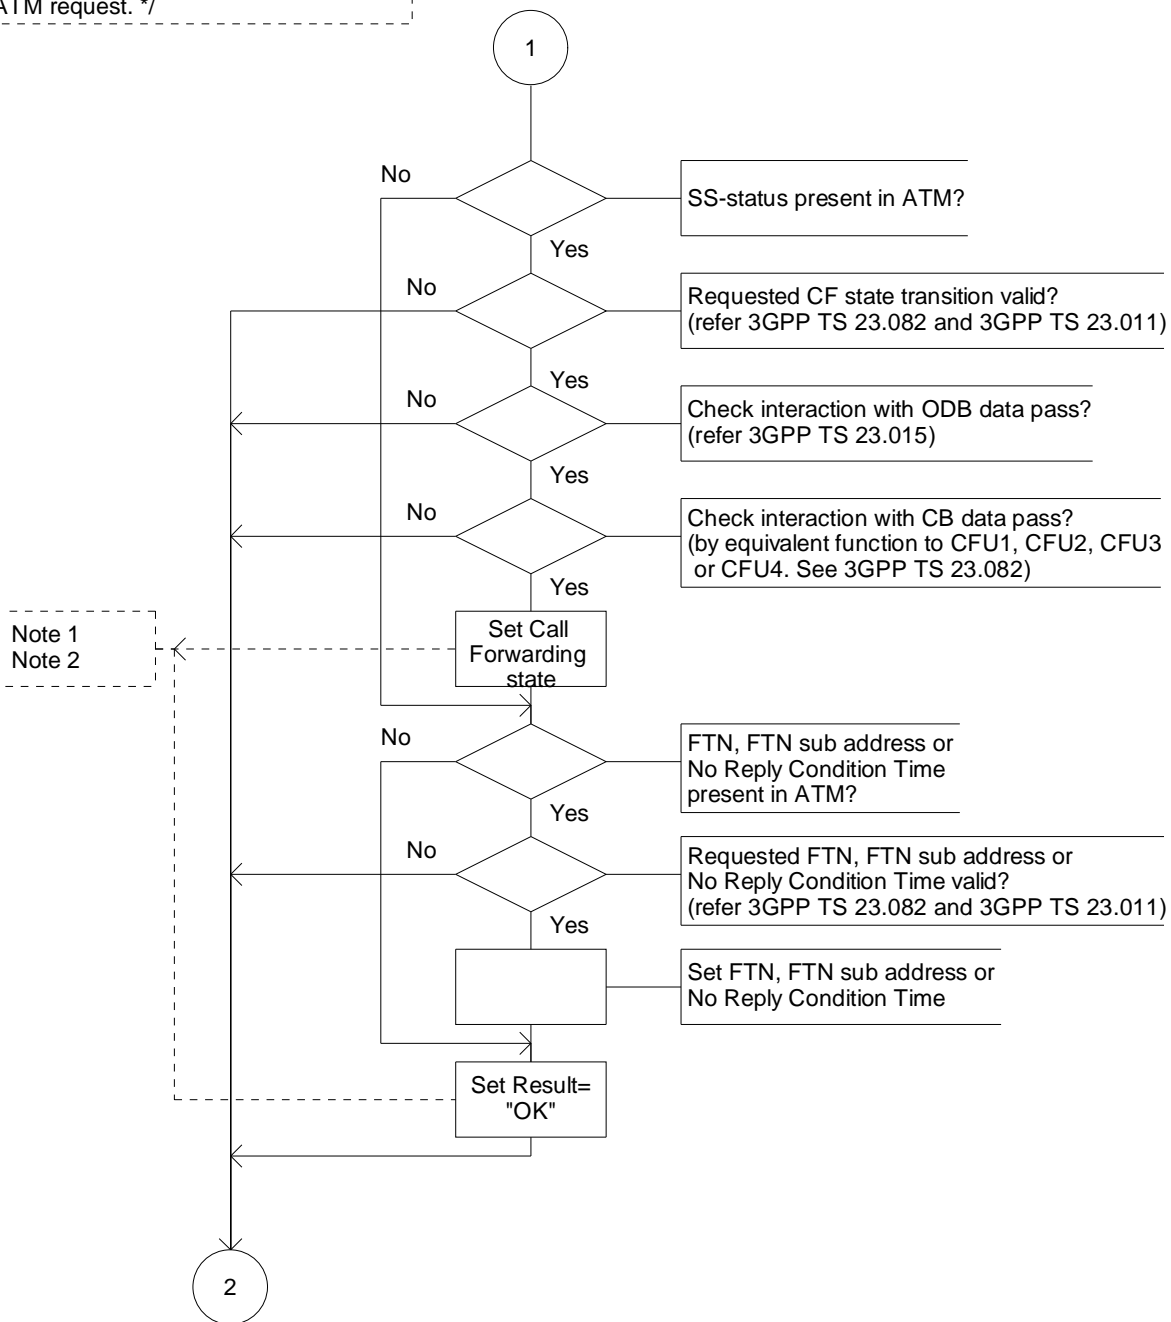 ATM request. */
1
No
SS-status present in ATM?
Yes
No
Requested CF state transition valid?
(refer 3GPP TS 23.082 and 3GPP TS 23.011)
Yes
No
Check interaction with ODB data pass?
(refer 3GPP TS 23.015)
Yes
No
Check interaction with CB data pass?
(by equivalent function to CFU1, CFU2, CFU3
or CFU4. See 3GPP TS 23.082)
Yes
Note 1
Note 2
Set Call
Forwarding
state
No
FTN, FTN sub address or
No Reply Condition Time
present in ATM?
Yes
No
Requested FTN, FTN sub address or
No Reply Condition Time valid?
(refer 3GPP TS 23.082 and 3GPP TS 23.011)
Yes
Set FTN, FTN sub address or
No Reply Condition Time
Set Result=
"OK"
2